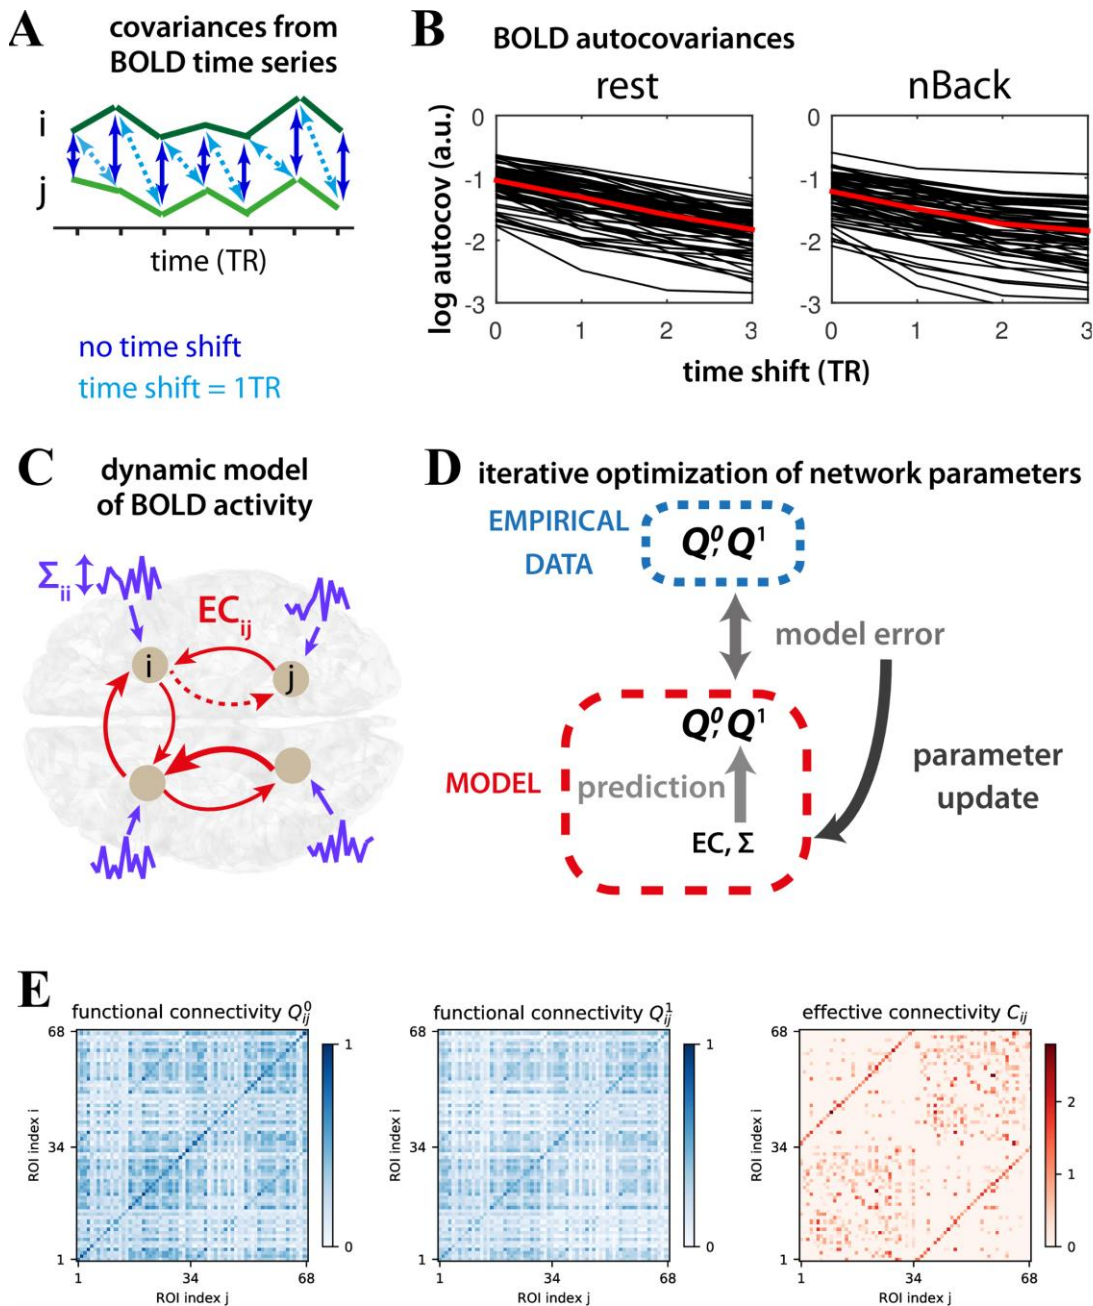 A
covariances from
BOLD time series
i
j
time (TR)
no time shift
time shift = 1TR
B
BOLD autocovariances
rest
nBack
log autocov (a.u.)
0
-1
-2
-3
0 1 2 3
0
-1
-2
-3
0 1 2 3
time shift (TR)
C
dynamic model
of BOLD activity
Σii
ECij
i
j
D
iterative optimization of network parameters
EMPIRICAL
DATA
Q⁰, Q¹
model error
MODEL
Q⁰, Q¹
prediction
EC, Σ
parameter
update
E
functional connectivity Q⁰ij
68
34
1
ROI index i
1 34 68
ROI index j
1
0
functional connectivity Q¹ij
68
34
1
ROI index i
1 34 68
ROI index j
1
0
effective connectivity Cij
68
34
1
ROI index i
1 34 68
ROI index j
2
1
0